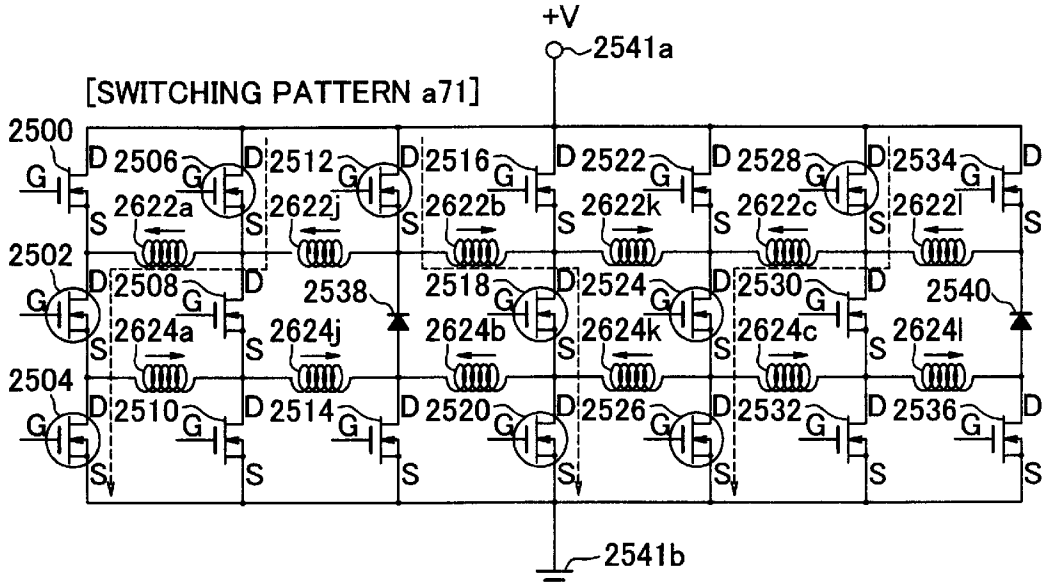 +V
2541a
[SWITCHING PATTERN a71]
2500 D 2506 D 2512 D 2516 D 2522 D 2528 D 2534 D
G G G G G G G
S S S S S S S
2622a 2622j 2622b 2622k 2622c 2622l
2502 D 2508 D 2538 2518 D 2524 D 2530 D 2540
G G G G G
S S S S S
2624a 2624j 2624b 2624k 2624c 2624l
2504 D 2510 D 2514 D 2520 D 2526 D 2532 D 2536 D
G G G G G G G
S S S S S S S
2541b